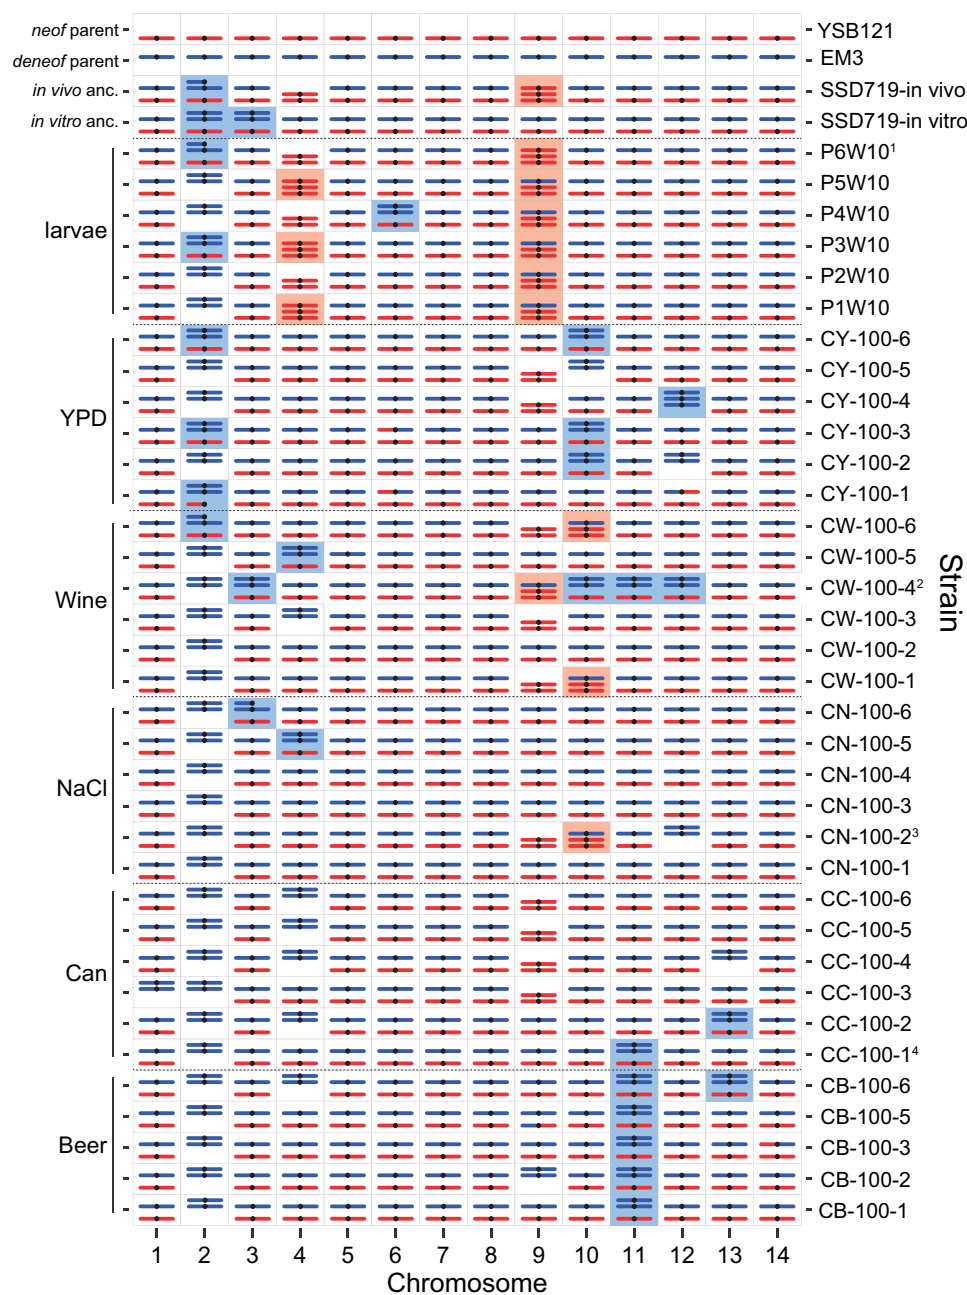 neof parent YSB121
deneof parent EM3
in vivo anc. SSD719-in vivo
in vitro anc. SSD719-in vitro
larvae
P6W10¹
P5W10
P4W10
P3W10
P2W10
P1W10
YPD
CY-100-6
CY-100-5
CY-100-4
CY-100-3
CY-100-2
CY-100-1
Wine
CW-100-6
CW-100-5
CW-100-4²
CW-100-3
CW-100-2
CW-100-1
NaCl
CN-100-6
CN-100-5
CN-100-4
CN-100-3
CN-100-2³
CN-100-1
Can
CC-100-6
CC-100-5
CC-100-4
CC-100-3
CC-100-2
CC-100-1⁴
Beer
CB-100-6
CB-100-5
CB-100-3
CB-100-2
CB-100-1
Strain
1 2 3 4 5 6 7 8 9 10 11 12 13 14
Chromosome